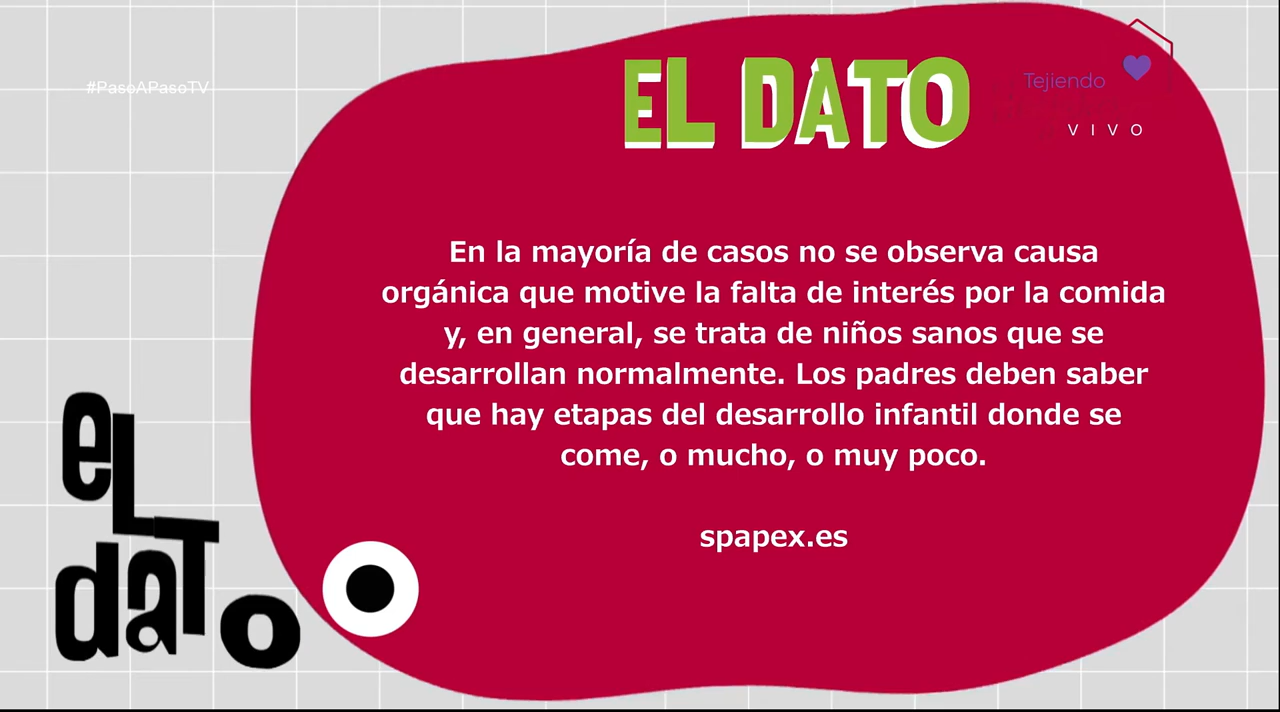 #PasoAPasoTV
EL DATO
Tejiendo
VIVO
En la mayoría de casos no se observa causa
orgánica que motive la falta de interés por la comida
y, en general, se trata de niños sanos que se
desarrollan normalmente. Los padres deben saber
que hay etapas del desarrollo infantil donde se
come, o mucho, o muy poco.
spapex.es
eL
daTo